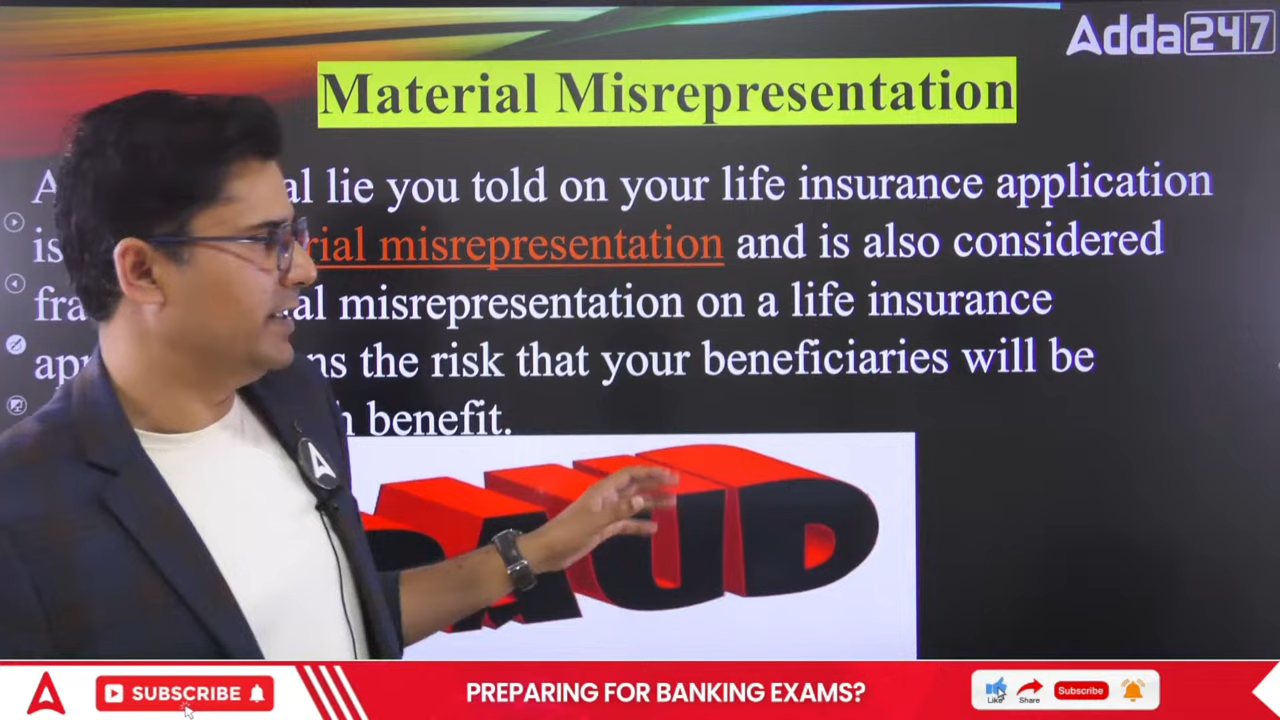 Adda247
Material Misrepresentation
al lie you told on your life insurance application
is rial misrepresentation and is also considered
fra al misrepresentation on a life insurance
ap ns the risk that your beneficiaries will be
h benefit.
AUD
SUBSCRIBE
PREPARING FOR BANKING EXAMS?
Like
Share
Subscribe